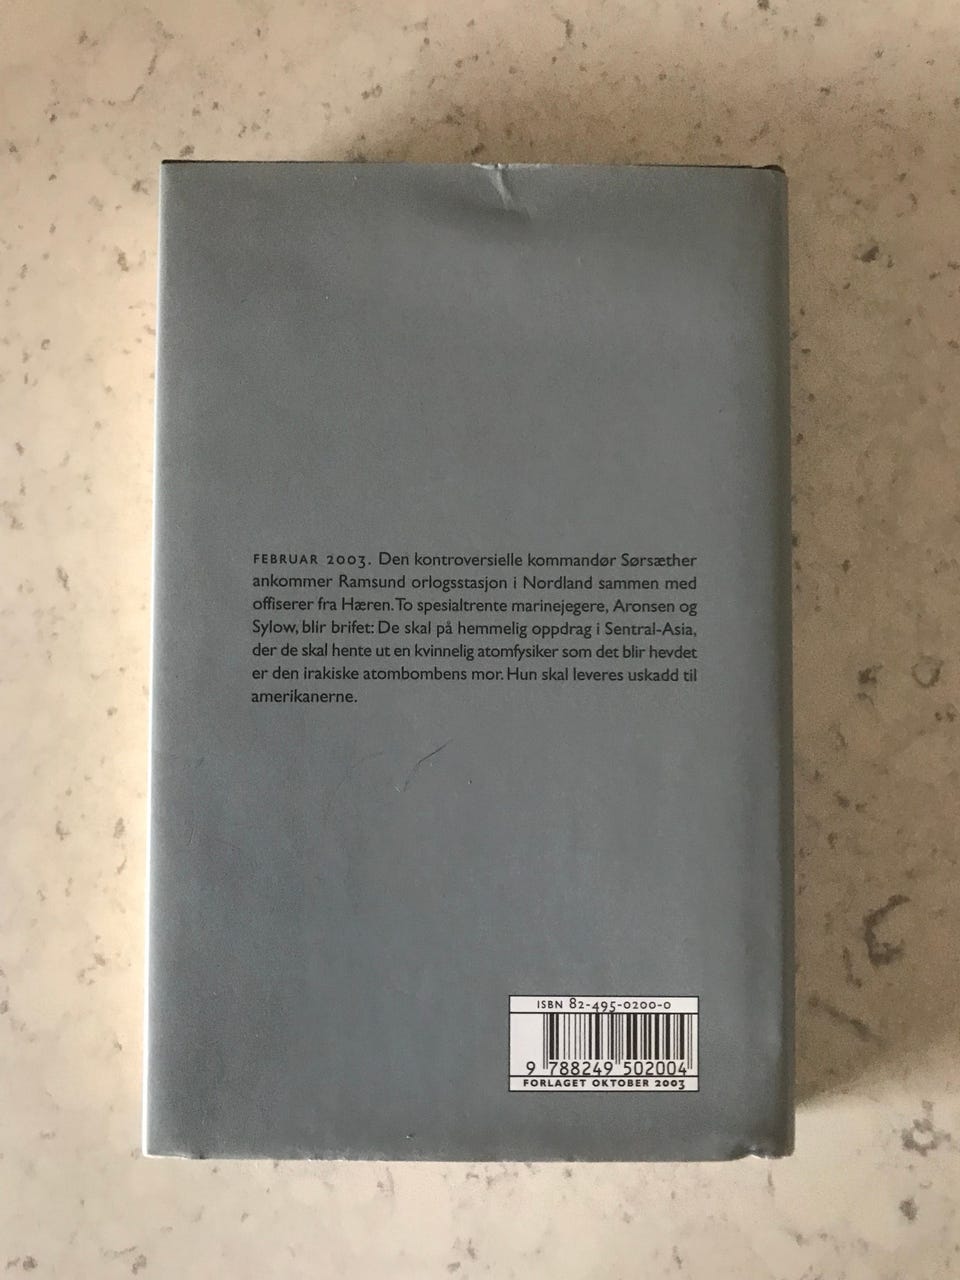 FEBRUAR 2003. Den kontroversielle kommandør Sørsæther
ankommer Ramsund orlogsstasjon i Nordland sammen med
offiserer fra Hæren. To spesialtrente marinejegere, Aronsen og
Sylow, blir brifet: De skal på hemmelig oppdrag i Sentral-Asia,
der de skal hente ut en kvinnelig atomfysiker som det blir hevdet
er den irakiske atombombens mor. Hun skal leveres uskadd til
amerikanerne.
ISBN 82-495-0200-0
9 788249 502004
FORLAGET OKTOBER 2003